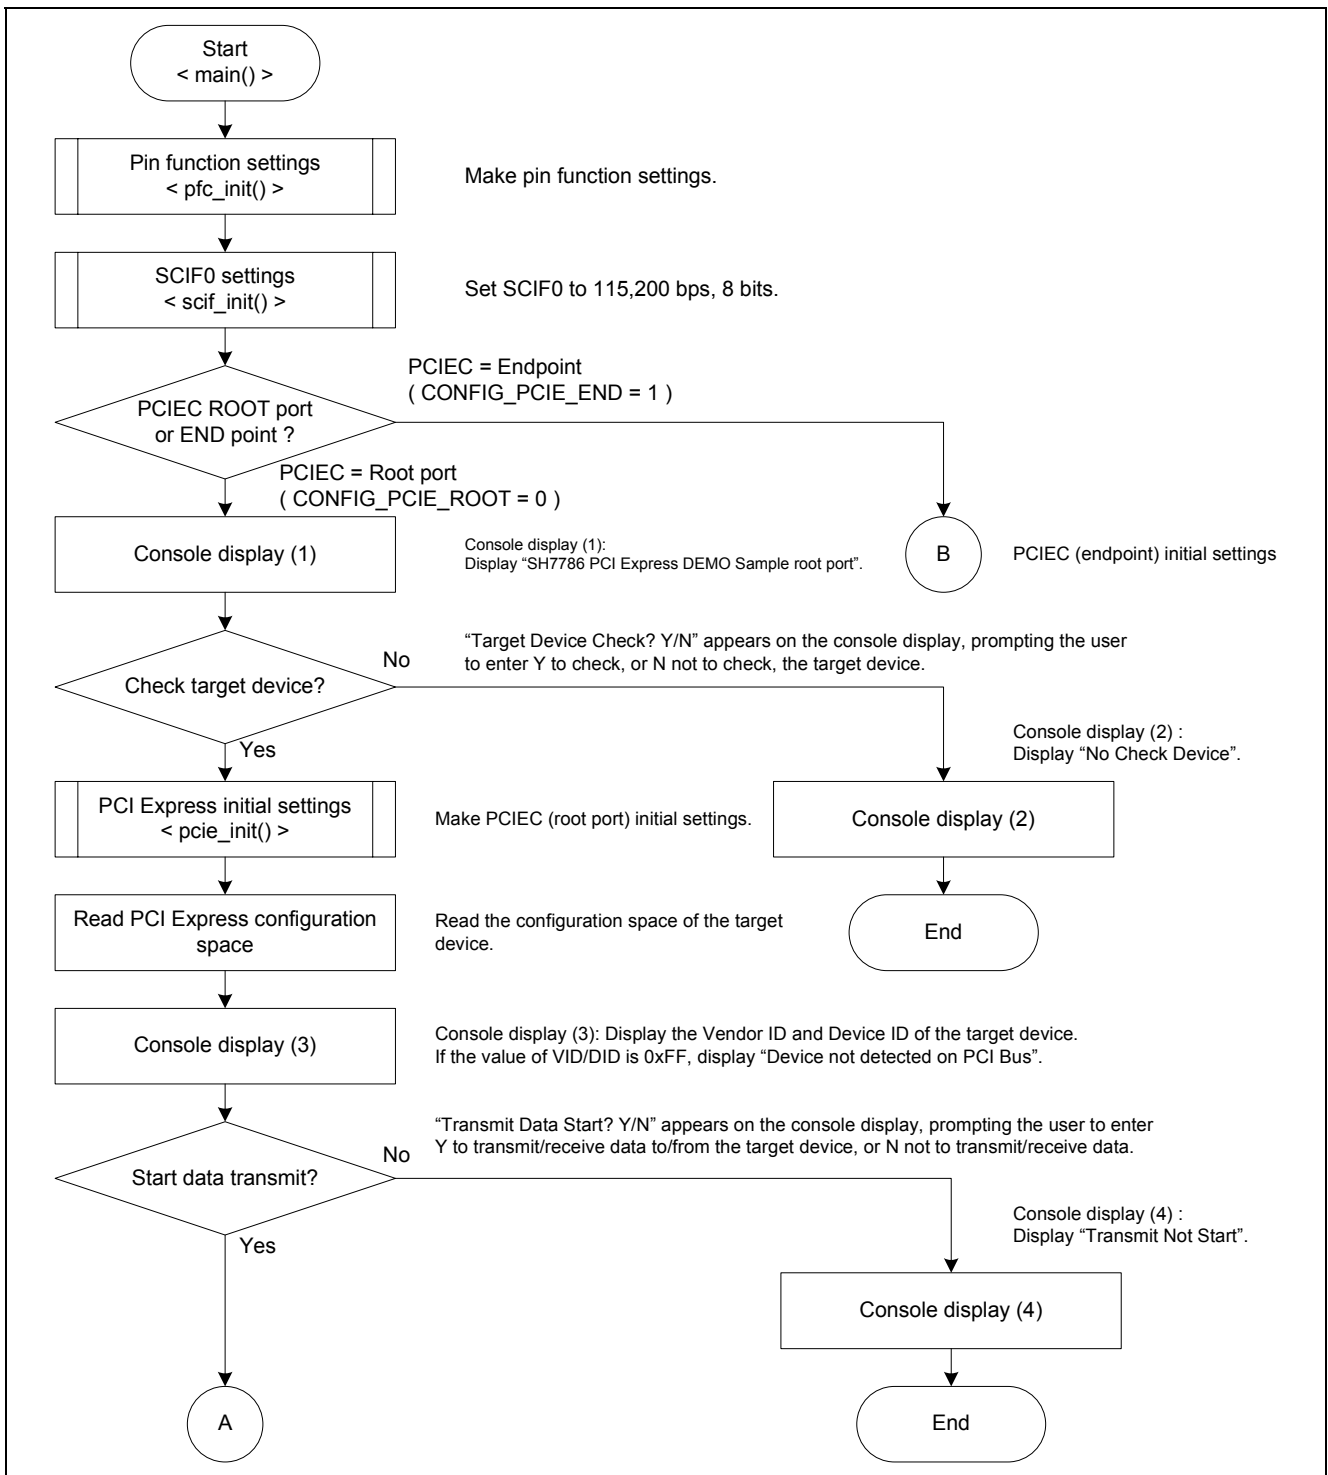 Start
< main() >
Pin function settings
< pfc_init() >
Make pin function settings.
SCIF0 settings
< scif_init() >
Set SCIF0 to 115,200 bps, 8 bits.
PCIEC = Endpoint
( CONFIG_PCIE_END = 1 )
PCIEC ROOT port
or END point ?
PCIEC = Root port
( CONFIG_PCIE_ROOT = 0 )
Console display (1)
Console display (1):
Display “SH7786 PCI Express DEMO Sample root port”.
B
PCIEC (endpoint) initial settings
“Target Device Check? Y/N” appears on the console display, prompting the user
to enter Y to check, or N not to check, the target device.
No
Check target device?
Yes
Console display (2) :
Display “No Check Device”.
PCI Express initial settings
< pcie_init() >
Make PCIEC (root port) initial settings.
Console display (2)
Read PCI Express configuration
space
Read the configuration space of the target
device.
End
Console display (3)
Console display (3): Display the Vendor ID and Device ID of the target device.
If the value of VID/DID is 0xFF, display “Device not detected on PCI Bus”.
“Transmit Data Start? Y/N” appears on the console display, prompting the user to enter
Y to transmit/receive data to/from the target device, or N not to transmit/receive data.
No
Start data transmit?
Yes
Console display (4) :
Display “Transmit Not Start”.
Console display (4)
A
End